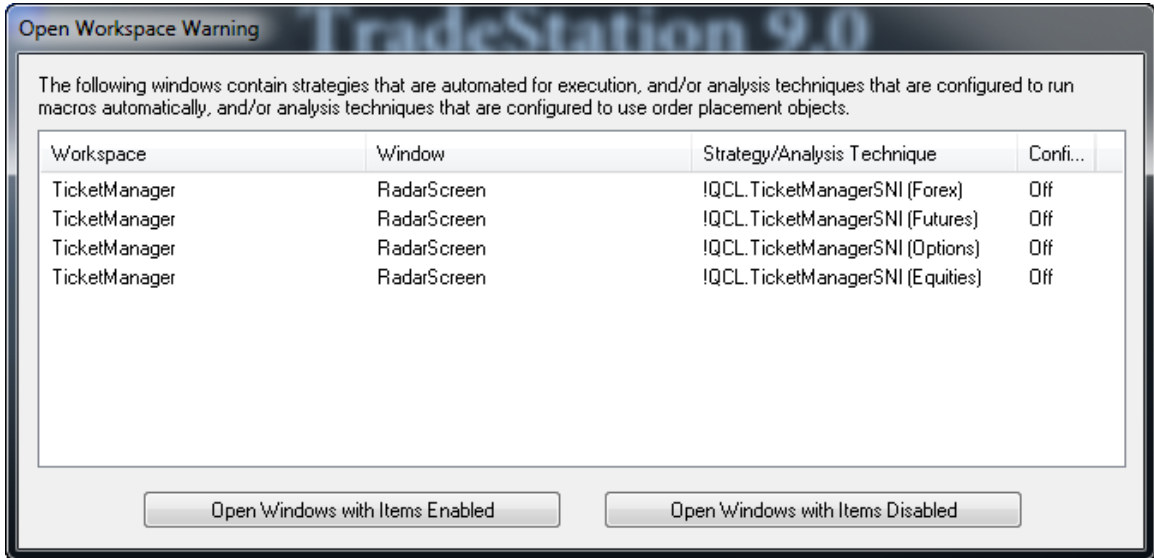 TradeStation 9.0
Open Workspace Warning
The following windows contain strategies that are automated for execution, and/or analysis techniques that are configured to run
macros automatically, and/or analysis techniques that are configured to use order placement objects.
Workspace Window Strategy/Analysis Technique Confi...
TicketManager RadarScreen !QCL.TicketManagerSNI (Forex) Off
TicketManager RadarScreen !QCL.TicketManagerSNI (Futures) Off
TicketManager RadarScreen !QCL.TicketManagerSNI (Options) Off
TicketManager RadarScreen !QCL.TicketManagerSNI (Equities) Off
Open Windows with Items Enabled Open Windows with Items Disabled